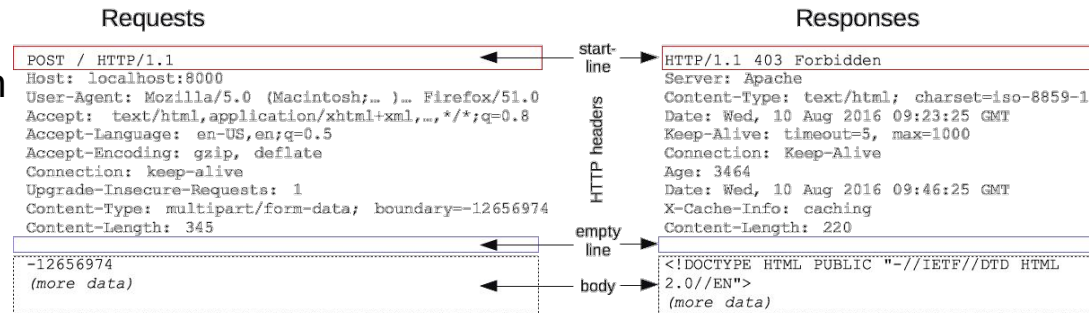 Requests
POST / HTTP/1.1
Host: localhost:8000
User-Agent: Mozilla/5.0 (Macintosh;… )… Firefox/51.0
Accept: text/html,application/xhtml+xml,…,*/*;q=0.8
Accept-Language: en-US,en;q=0.5
Accept-Encoding: gzip, deflate
Connection: keep-alive
Upgrade-Insecure-Requests: 1
Content-Type: multipart/form-data; boundary=-12656974
Content-Length: 345
-12656974
(more data)
start-
line
HTTP headers
empty
line
body
Responses
HTTP/1.1 403 Forbidden
Server: Apache
Content-Type: text/html; charset=iso-8859-1
Date: Wed, 10 Aug 2016 09:23:25 GMT
Keep-Alive: timeout=5, max=1000
Connection: Keep-Alive
Age: 3464
Date: Wed, 10 Aug 2016 09:46:25 GMT
X-Cache-Info: caching
Content-Length: 220
<!DOCTYPE HTML PUBLIC "-//IETF//DTD HTML
2.0//EN">
(more data)